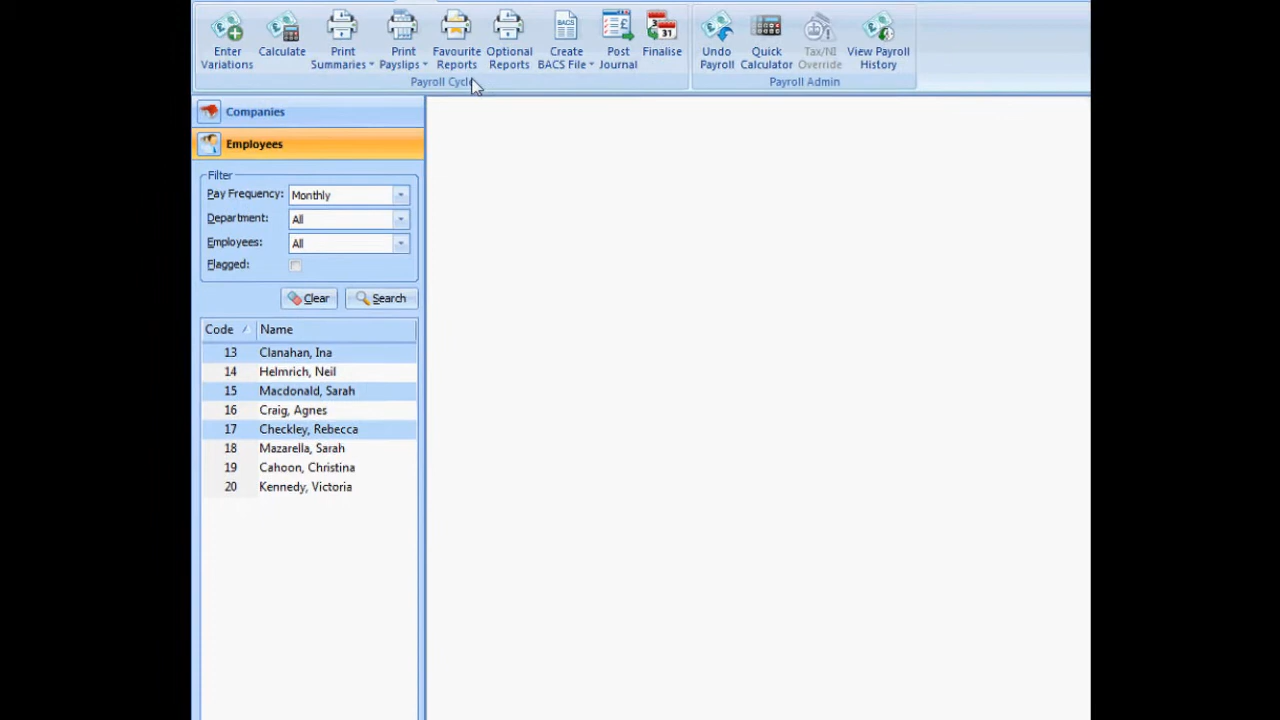 Enter Variations
Calculate
Print Summaries
Print Payslips
Favourite Reports
Optional Reports
BACS
Create BACS File
Post Journal
31
Finalise
Undo Payroll
Quick Calculator
Tax/NI Override
View Payroll History
Payroll Cycle
Payroll Admin
Companies
Employees
Filter
Pay Frequency: Monthly
Department: All
Employees: All
Flagged:
Clear Search
Code Name
13 Clanahan, Ina
14 Helmrich, Neil
15 Macdonald, Sarah
16 Craig, Agnes
17 Checkley, Rebecca
18 Mazarella, Sarah
19 Cahoon, Christina
20 Kennedy, Victoria